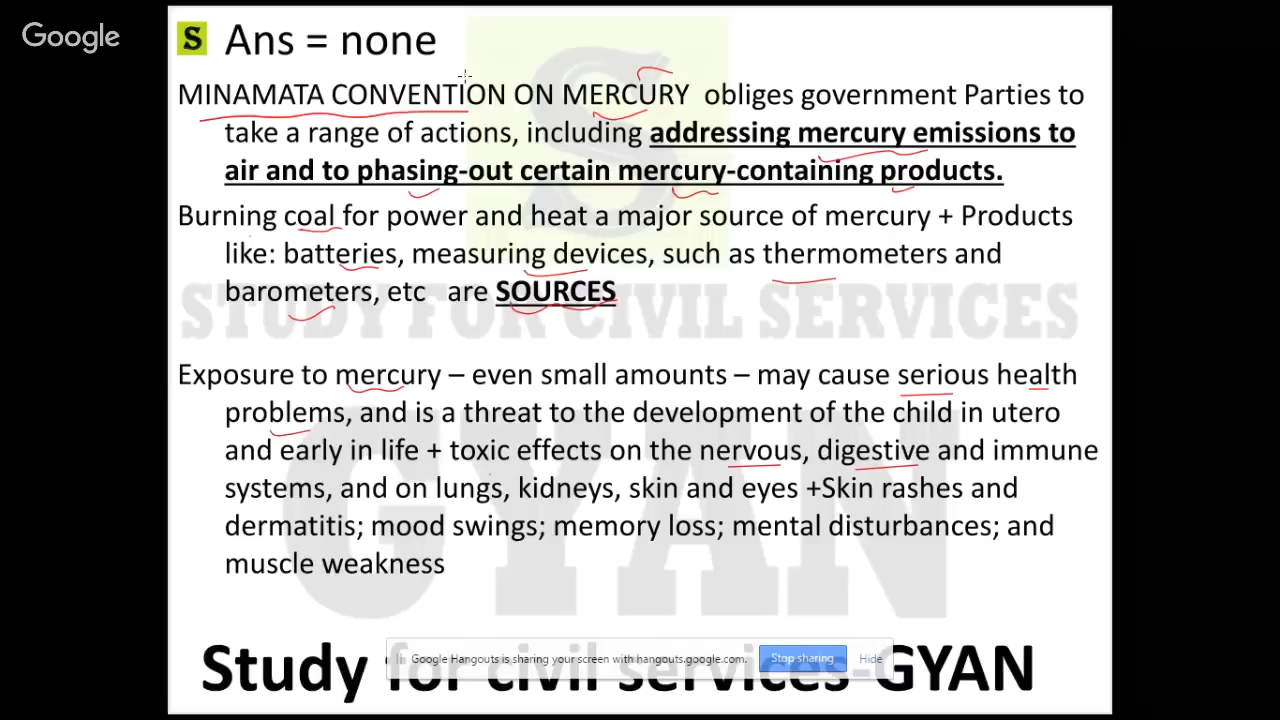 Google
S Ans = none
MINAMATA CONVENTION ON MERCURY obliges government Parties to
take a range of actions, including addressing mercury emissions to
air and to phasing-out certain mercury-containing products.
Burning coal for power and heat a major source of mercury + Products
like: batteries, measuring devices, such as thermometers and
barometers, etc are SOURCES
STUDY FOR CIVIL SERVICES
Exposure to mercury – even small amounts – may cause serious health
problems, and is a threat to the development of the child in utero
and early in life + toxic effects on the nervous, digestive and immune
systems, and on lungs, kidneys, skin and eyes +Skin rashes and
dermatitis; mood swings; memory loss; mental disturbances; and
muscle weakness
GYAN
Study for civil services-GYAN
Google Hangouts is sharing your screen with hangouts.google.com. Stop sharing Hide